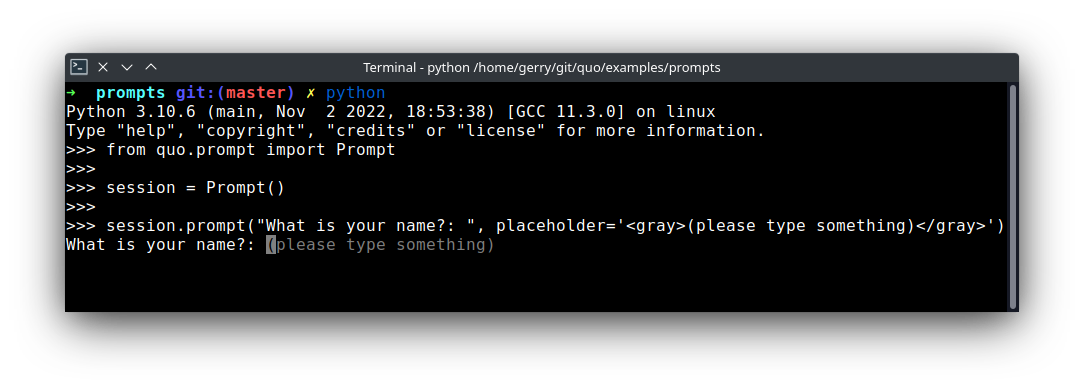 Terminal - python /home/gerry/git/quo/examples/prompts
➜  prompts git:(master) ✗ python
Python 3.10.6 (main, Nov  2 2022, 18:53:38) [GCC 11.3.0] on linux
Type "help", "copyright", "credits" or "license" for more information.
>>> from quo.prompt import Prompt
>>>
>>> session = Prompt()
>>>
>>> session.prompt("What is your name?: ", placeholder='<gray>(please type something)</gray>')
What is your name?: (please type something)